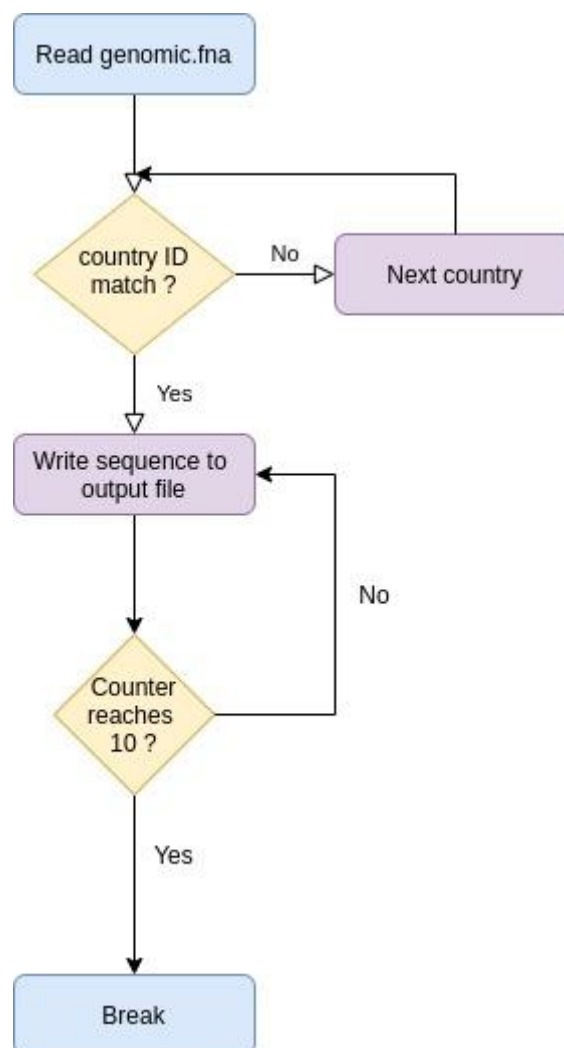 Read genomic.fna
country ID
match ?
No
Next country
Yes
Write sequence to
output file
No
Counter
reaches
10 ?
Yes
Break